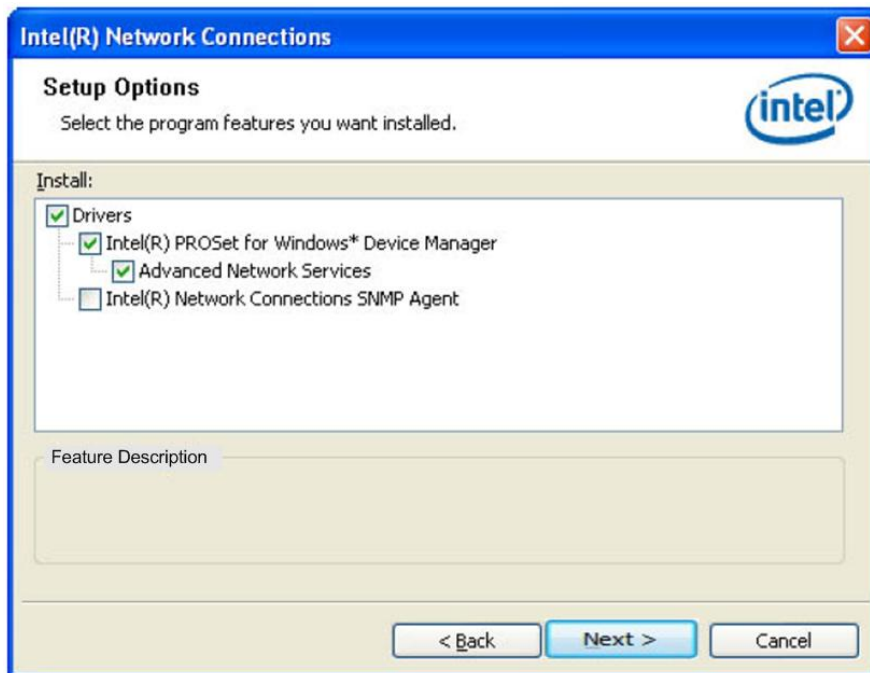 Intel(R) Network Connections
Setup Options
Select the program features you want installed.
intel
Install:
Drivers
Intel(R) PROSet for Windows* Device Manager
Advanced Network Services
Intel(R) Network Connections SNMP Agent
Feature Description
< Back
Next >
Cancel